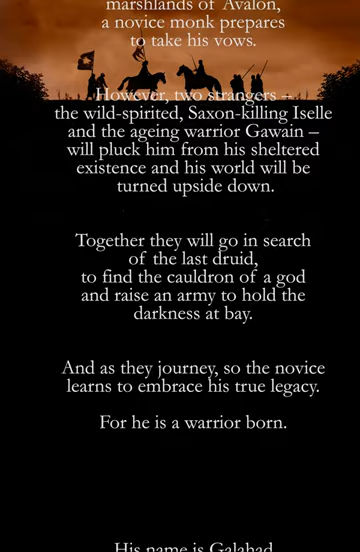 marshlands of Avalon,
a novice monk prepares
to take his vows.
However, two strangers –
the wild-spirited, Saxon-killing Iselle
and the ageing warrior Gawain –
will pluck him from his sheltered
existence and his world will be
turned upside down.
Together they will go in search
of the last druid,
to find the cauldron of a god
and raise an army to hold the
darkness at bay.
And as they journey, so the novice
learns to embrace his true legacy.
For he is a warrior born.
His name is Galahad